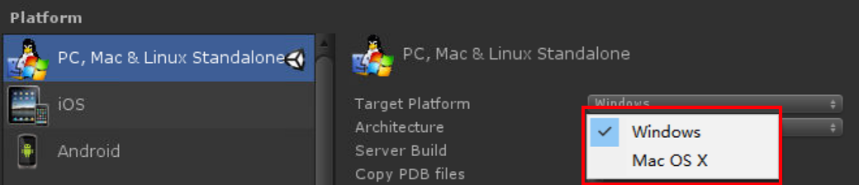 Platform
PC, Mac & Linux Standalone
iOS
Android
PC, Mac & Linux Standalone
Target Platform
Windows
Architecture
Server Build
Copy PDB files
Windows
Mac OS X